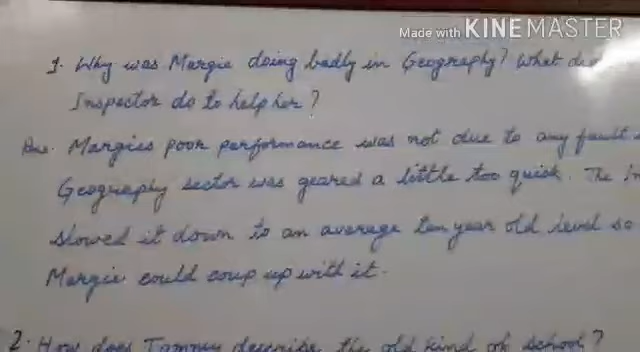 Made with KINEMASTER
1. Why was Margie doing badly in Geography? What di
Inspector do to help her?
Ans. Margies poor performance was not due to any fault
Geography sector was geared a little too quick. The In
slowed it down to an average ten year old level so
Margie could coup up with it.
2. How does Tommy describe the old kind of school?